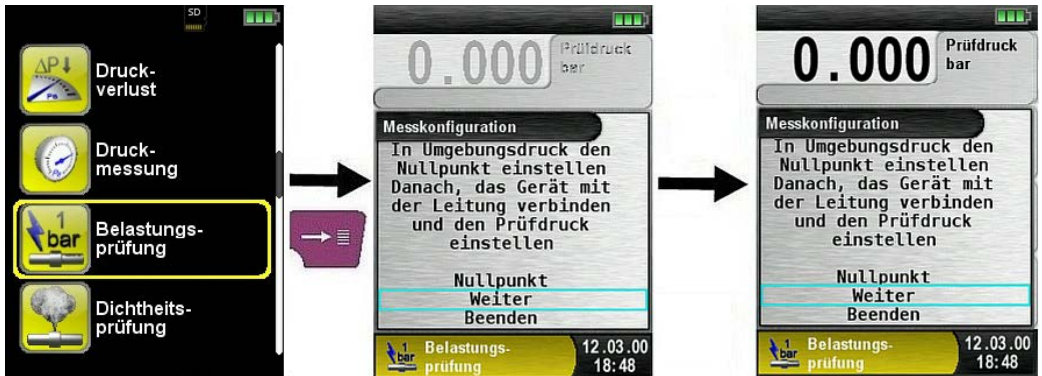 SD
ΔP↓
Pa
Druck-
verlust
Pa
Druck-
messung
1
bar
Belastungs-
prüfung
Dichtheits-
prüfung
0.000
Prüfdruck
bar
Messkonfiguration
In Umgebungsdruck den
Nullpunkt einstellen
Danach, das Gerät mit
der Leitung verbinden
und den Prüfdruck
einstellen
Nullpunkt
Weiter
Beenden
1
bar
Belastungs-
prüfung
12.03.00
18:48
0.000
Prüfdruck
bar
Messkonfiguration
In Umgebungsdruck den
Nullpunkt einstellen
Danach, das Gerät mit
der Leitung verbinden
und den Prüfdruck
einstellen
Nullpunkt
Weiter
Beenden
1
bar
Belastungs-
prüfung
12.03.00
18:48